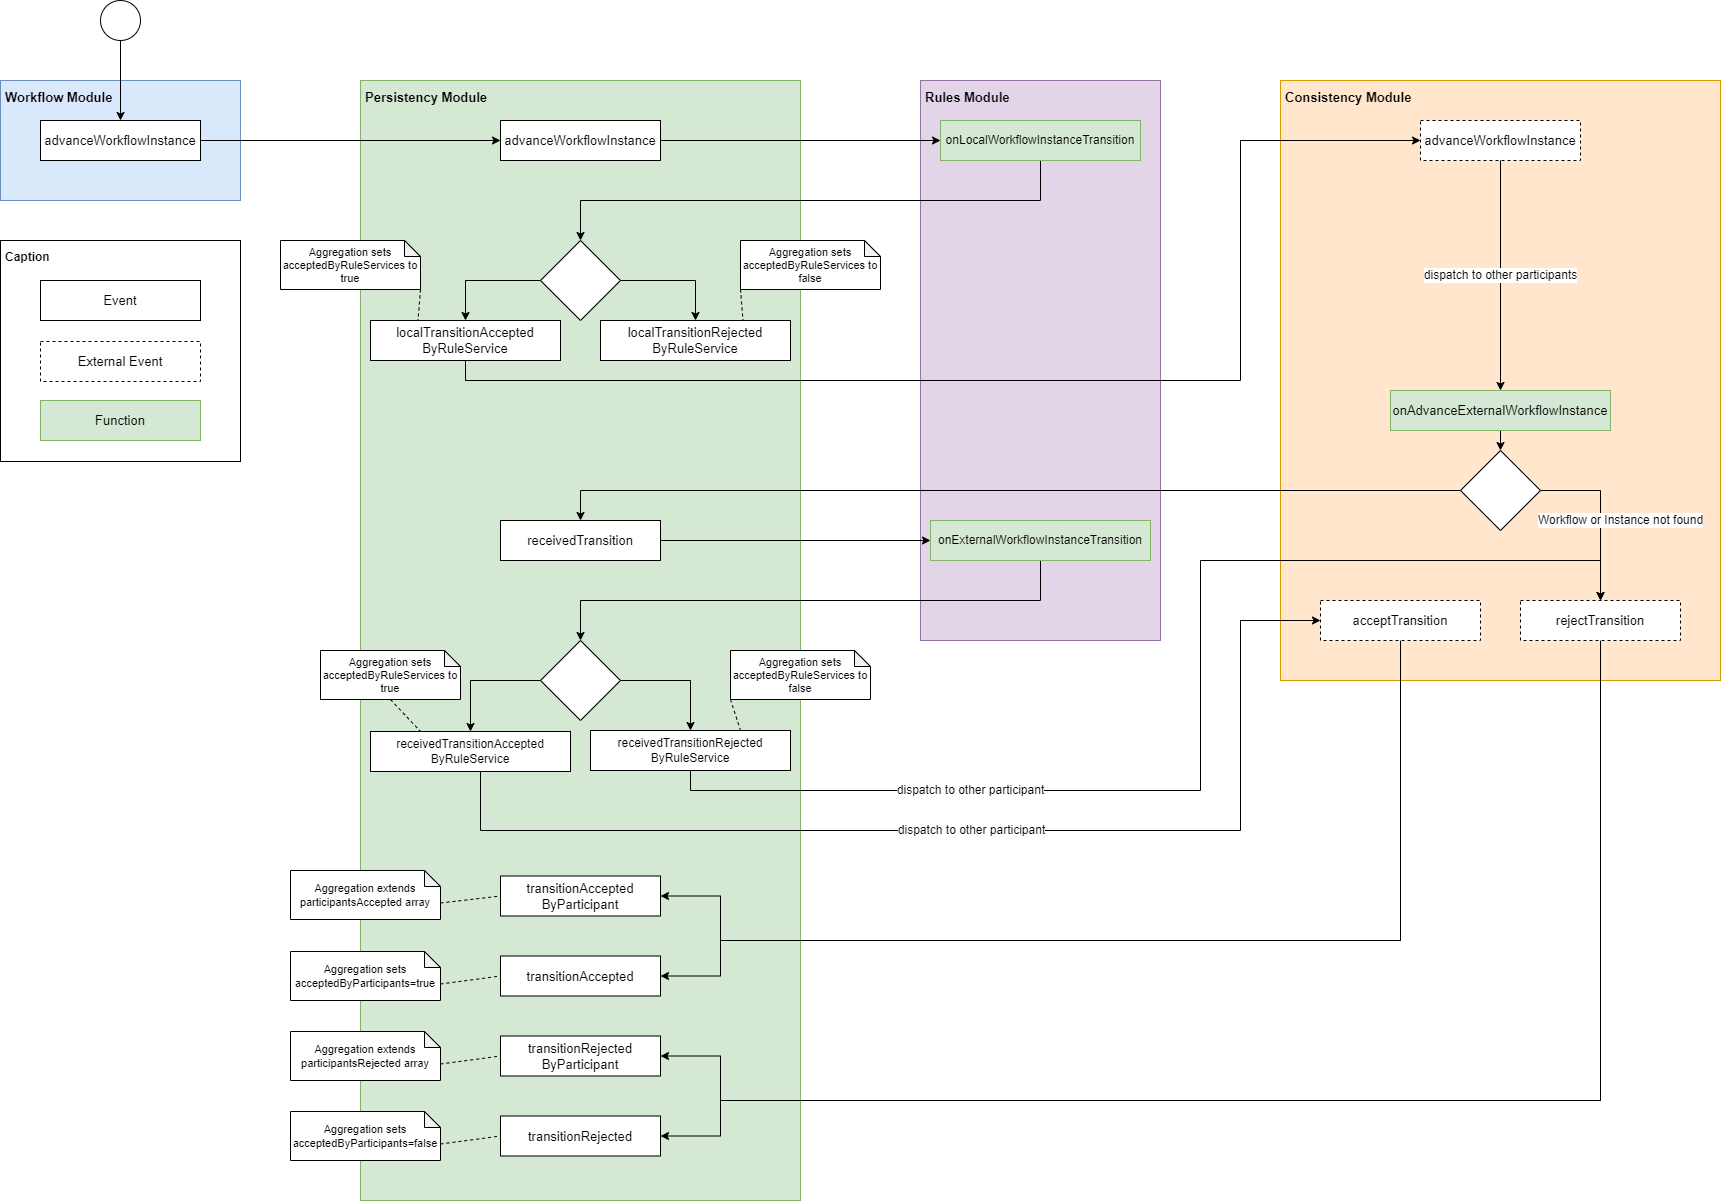 Workflow Module
advanceWorkflowInstance
Persistency Module
advanceWorkflowInstance
Rules Module
onLocalWorkflowInstanceTransition
Consistency Module
advanceWorkflowInstance
Caption
Event
External Event
Function
Aggregation sets
acceptedByRuleServices to
true
Aggregation sets
acceptedByRuleServices to
false
localTransitionAccepted
ByRuleService
localTransitionRejected
ByRuleService
dispatch to other participants
onAdvanceExternalWorkflowInstance
Workflow or Instance not found
receivedTransition
onExternalWorkflowInstanceTransition
acceptTransition
rejectTransition
Aggregation sets
acceptedByRuleServices to
true
Aggregation sets
acceptedByRuleServices to
false
receivedTransitionAccepted
ByRuleService
receivedTransitionRejected
ByRuleService
dispatch to other participant
dispatch to other participant
Aggregation extends
participantsAccepted array
transitionAccepted
ByParticipant
Aggregation sets
acceptedByParticipants=true
transitionAccepted
Aggregation extends
participantsRejected array
transitionRejected
ByParticipant
Aggregation sets
acceptedByParticipants=false
transitionRejected